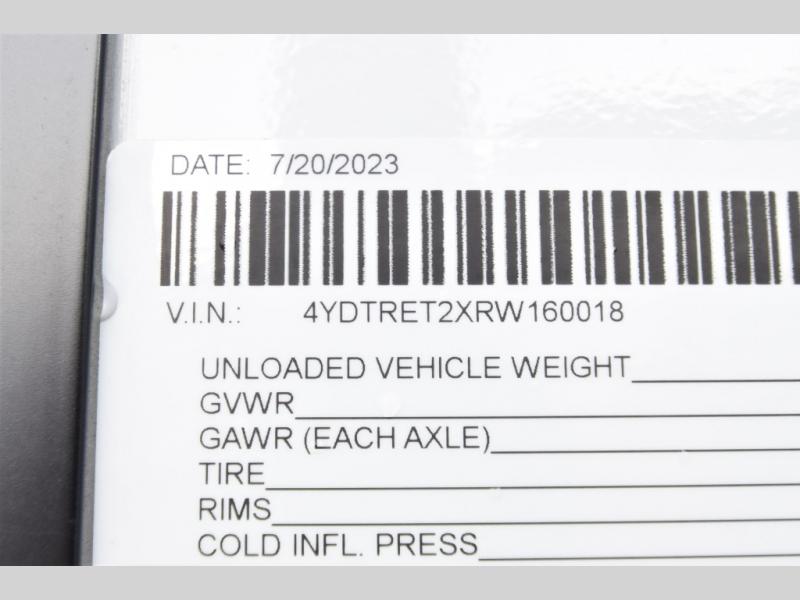 DATE: 7/20/2023
V.I.N.: 4YDTRET2XRW160018
UNLOADED VEHICLE WEIGHT
GVWR
GAWR (EACH AXLE)
TIRE
RIMS
COLD INFL. PRESS